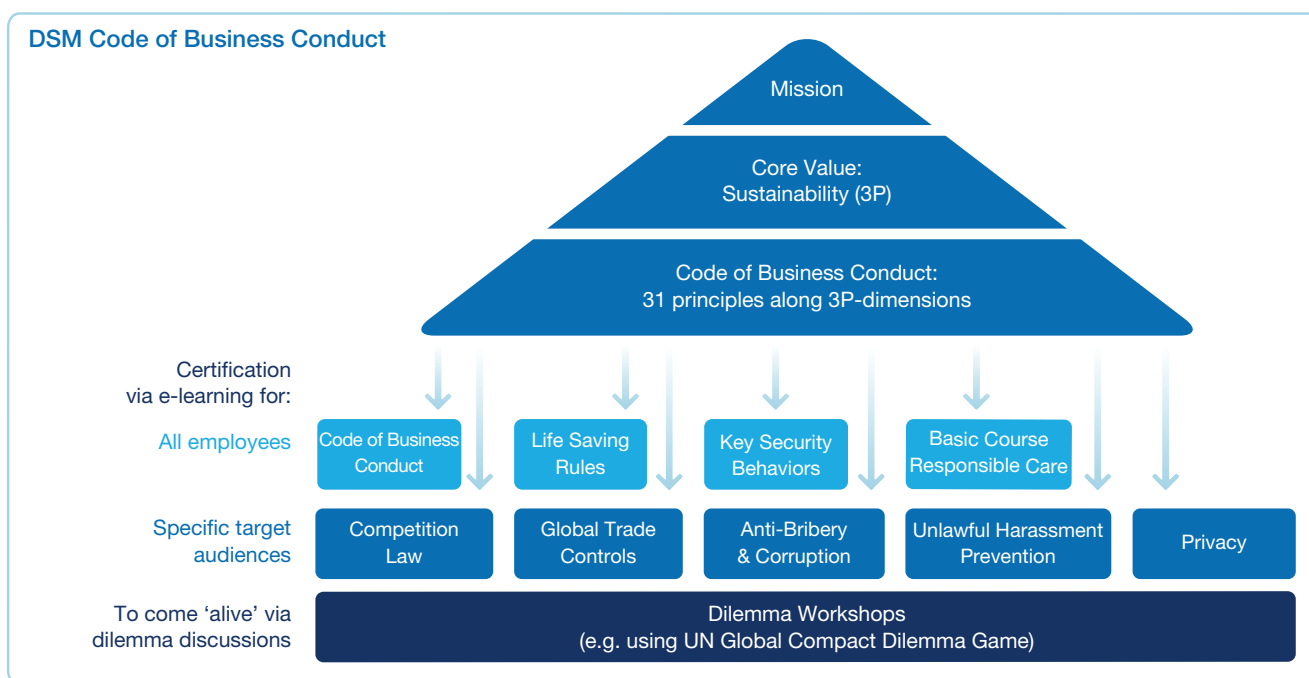 DSM Code of Business Conduct
Mission
Core Value:
Sustainability (3P)
Code of Business Conduct:
31 principles along 3P-dimensions
Certification
via e-learning for:
All employees
Code of Business
Conduct
Life Saving
Rules
Key Security
Behaviors
Basic Course
Responsible Care
Specific target
audiences
Competition
Law
Global Trade
Controls
Anti-Bribery
& Corruption
Unlawful Harassment
Prevention
Privacy
To come ‘alive’ via
dilemma discussions
Dilemma Workshops
(e.g. using UN Global Compact Dilemma Game)